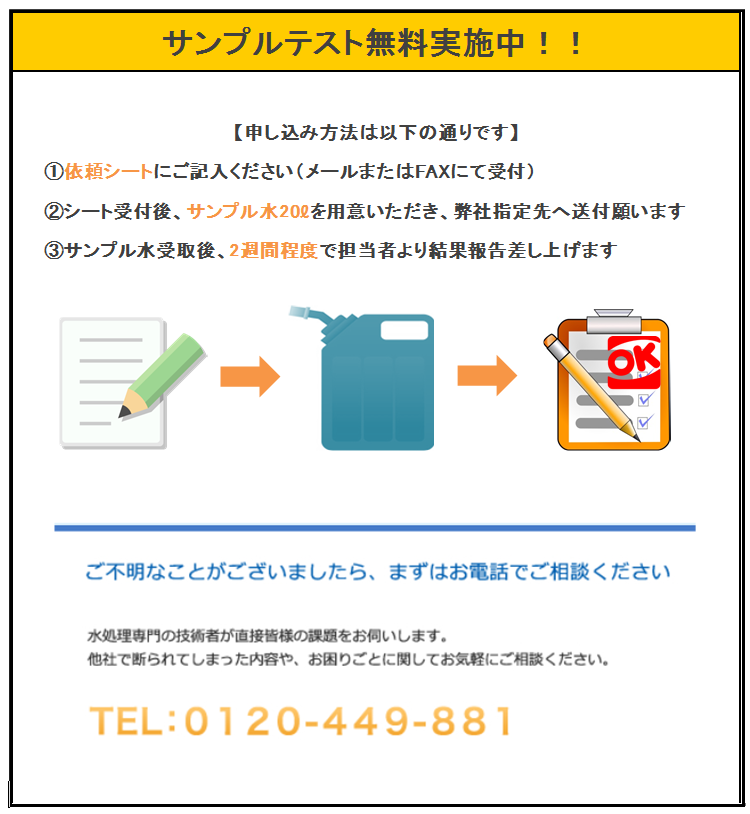 サンプルテスト無料実施中！！
【申し込み方法は以下の通りです】
①依頼シートにご記入ください（メールまたはFAXにて受付）
②シート受付後、サンプル水20ℓを用意いただき、弊社指定先へ送付願います
③サンプル水受取後、2週間程度で担当者より結果報告差し上げます
OK
ご不明なことがございましたら、まずはお電話でご相談ください
水処理専門の技術者が直接皆様の課題をお伺いします。
他社で断られてしまった内容や、お困りごとに関してお気軽にご相談ください。
TEL：0120-449-881